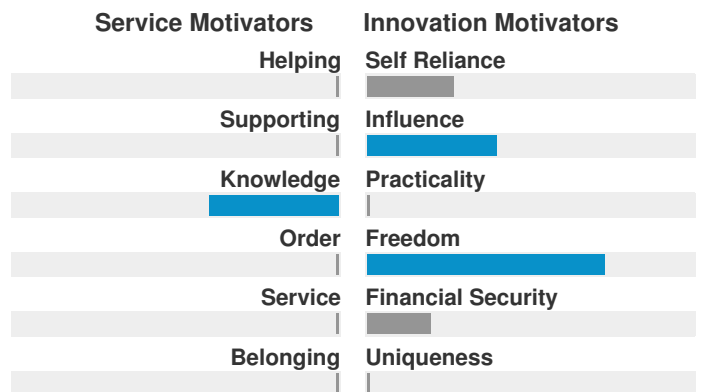 Service Motivators Innovation Motivators
Helping Self Reliance
Supporting Influence
Knowledge Practicality
Order Freedom
Service Financial Security
Belonging Uniqueness